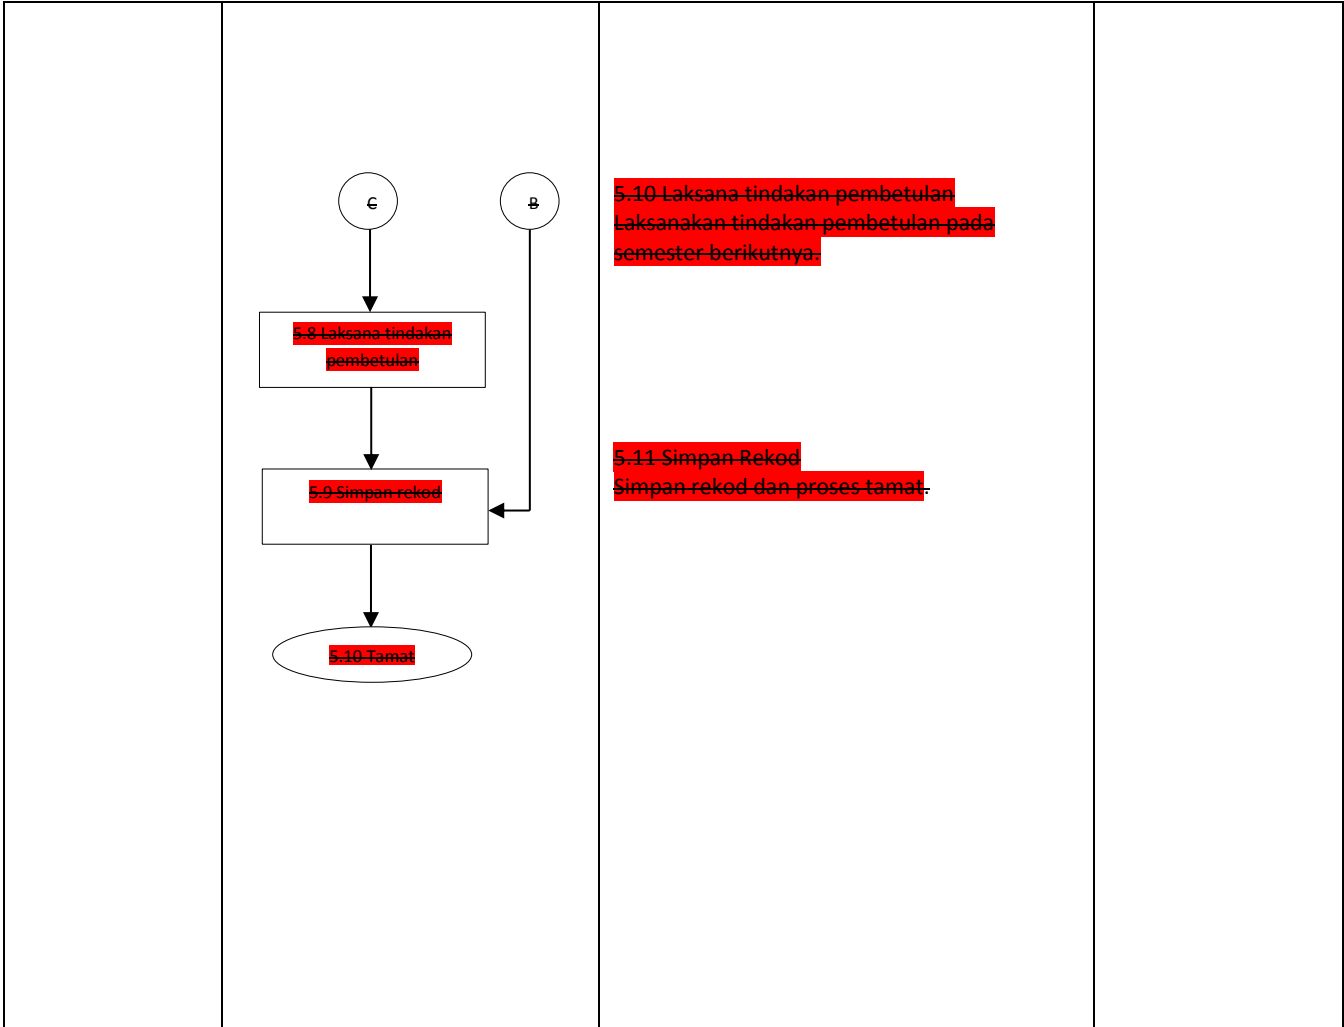 C
B
5.8 Laksana tindakan
pembetulan
5.9 Simpan rekod
5.10 Tamat
5.10 Laksana tindakan pembetulan
Laksanakan tindakan pembetulan pada
semester berikutnya.
5.11 Simpan Rekod
Simpan rekod dan proses tamat.